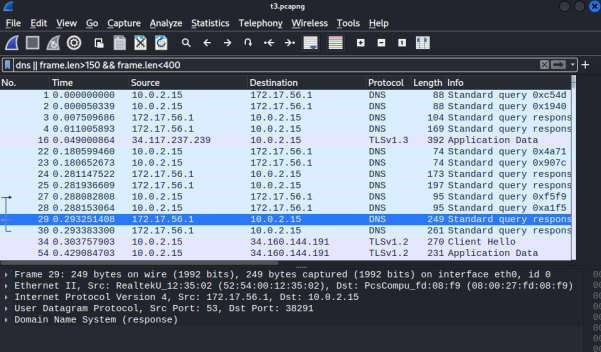 t3.pcapng
File Edit View Go Capture Analyze Statistics Telephony Wireless Tools Help
dns || frame.len>150 && frame.len<400
No. Time Source Destination Protocol Length Info
1 0.000000000 10.0.2.15 172.17.56.1 DNS 88 Standard query 0xc54d
2 0.000050339 10.0.2.15 172.17.56.1 DNS 88 Standard query 0x1940
3 0.007509686 172.17.56.1 10.0.2.15 DNS 104 Standard query respons
4 0.011005893 172.17.56.1 10.0.2.15 DNS 169 Standard query respons
16 0.049000864 34.117.237.239 10.0.2.15 TLSv1.3 392 Application Data
22 0.180599460 10.0.2.15 172.17.56.1 DNS 74 Standard query 0x4a71
23 0.180652673 10.0.2.15 172.17.56.1 DNS 74 Standard query 0x907c
24 0.281147522 172.17.56.1 10.0.2.15 DNS 173 Standard query respons
25 0.281936609 172.17.56.1 10.0.2.15 DNS 197 Standard query respons
27 0.288082808 10.0.2.15 172.17.56.1 DNS 95 Standard query 0xf5f9
28 0.288153064 10.0.2.15 172.17.56.1 DNS 95 Standard query 0xa1f5
29 0.293251408 172.17.56.1 10.0.2.15 DNS 249 Standard query respons
30 0.293383300 172.17.56.1 10.0.2.15 DNS 261 Standard query respons
34 0.303757903 10.0.2.15 34.160.144.191 TLSv1.2 270 Client Hello
54 0.429084703 10.0.2.15 34.160.144.191 TLSv1.2 231 Application Data
Frame 29: 249 bytes on wire (1992 bits), 249 bytes captured (1992 bits) on interface eth0, id 0
Ethernet II, Src: RealtekU_12:35:02 (52:54:00:12:35:02), Dst: PcsCompu_fd:08:f9 (08:00:27:fd:08:f9)
Internet Protocol Version 4, Src: 172.17.56.1, Dst: 10.0.2.15
User Datagram Protocol, Src Port: 53, Dst Port: 38291
Domain Name System (response)